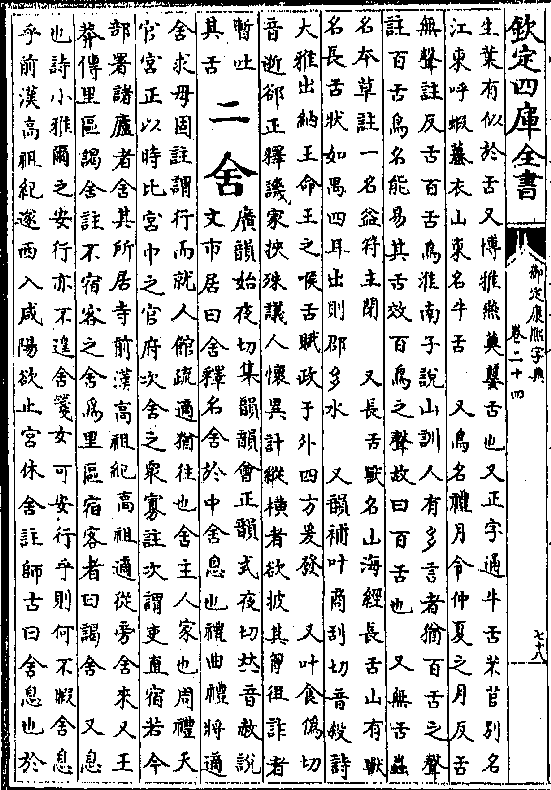 欽定四庫全書
御定康熙字典
卷二十四
七十八
生葉有似於舌又博雅燕薁蘡舌也又正字通牛舌芣苢别名
江東呼蝦蟇衣山東名牛舌 又鳥名禮月令仲夏之月反舌
無聲註反舌百舌鳥淮南子說山訓人有多言者猶百舌之聲
註百舌鳥名能易其舌效百鳥之聲故曰百舌也 又無舌蟲
名本草註一名益符主閉 又長舌獸名山海經長舌山有獸
名長舌狀如禺四耳出則郡多水 又韻補叶商刮切音殺詩
大雅出納王命王之喉舌賦政于外四方爰發 又叶食偽切
音逝郤正釋譏家挾殊議人懷異計縱橫者欲披其胷狙詐者
暫吐
其舌
二
舍
廣韻始夜切集韻韻會正韻式夜切𠀤音赦說
文市居曰舍釋名舍於中舍息也禮曲禮將適
舍求毋固註謂行而就人館疏適猶往也舍主人家也周禮天
官宮正以時比宮中之官府次舍之衆寡註次謂吏直宿若今
部署諸廬者舍其所居寺前漢高祖紀高祖適從旁舍來又王
莽傳里區謁舍註不宿客之舍為里區宿客者曰謁舍 又息
也詩小雅爾之安行亦不遑舍箋女可安行乎則何不暇舍息
乎前漢高祖紀遂西入咸陽欲止宮休舍註師古曰舍息也於